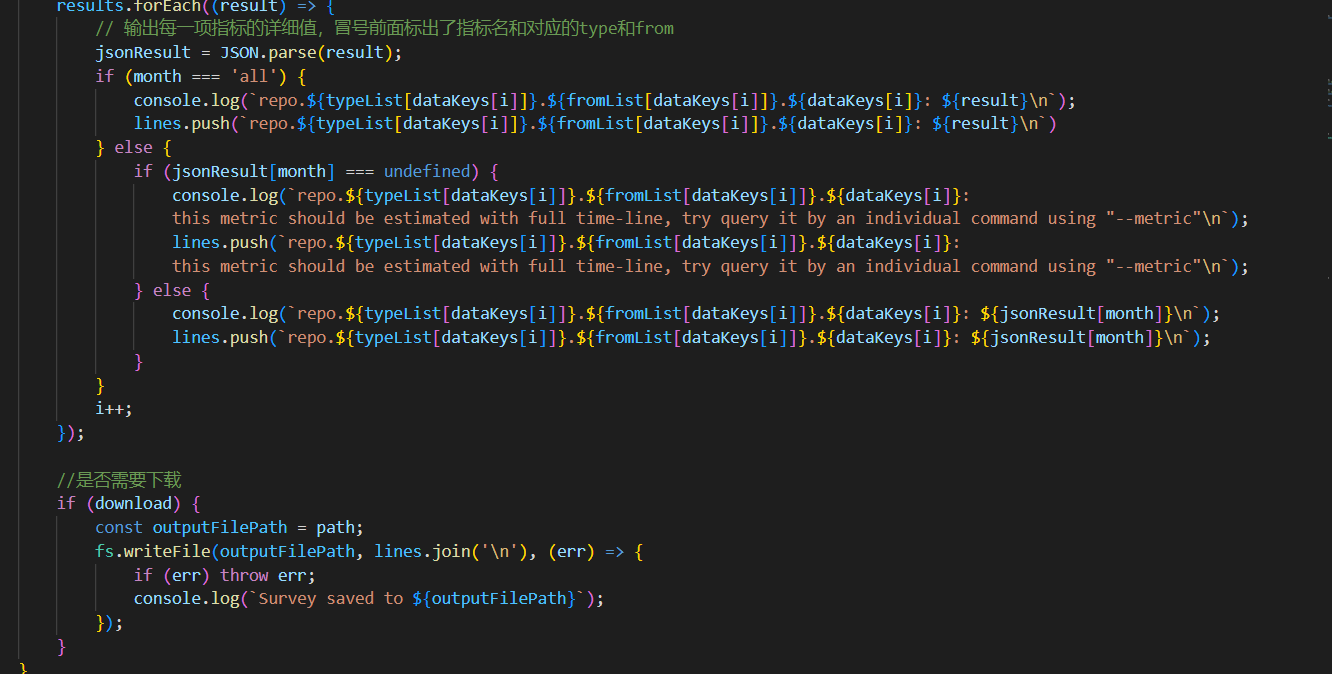 results.forEach((result) => {
// 输出每一项指标的详细值，冒号前面标出了指标名和对应的type和from
jsonResult = JSON.parse(result);
if (month === 'all') {
console.log(`repo.${typeList[dataKeys[i]]}.${fromList[dataKeys[i]]}.${dataKeys[i]}: ${result}\n`);
lines.push(`repo.${typeList[dataKeys[i]]}.${fromList[dataKeys[i]]}.${dataKeys[i]}: ${result}\n`)
} else {
if (jsonResult[month] === undefined) {
console.log(`repo.${typeList[dataKeys[i]]}.${fromList[dataKeys[i]]}.${dataKeys[i]}:
this metric should be estimated with full time-line, try query it by an individual command using "--metric"\n`);
lines.push(`repo.${typeList[dataKeys[i]]}.${fromList[dataKeys[i]]}.${dataKeys[i]}:
this metric should be estimated with full time-line, try query it by an individual command using "--metric"\n`);
} else {
console.log(`repo.${typeList[dataKeys[i]]}.${fromList[dataKeys[i]]}.${dataKeys[i]}: ${jsonResult[month]}\n`);
lines.push(`repo.${typeList[dataKeys[i]]}.${fromList[dataKeys[i]]}.${dataKeys[i]}: ${jsonResult[month]}\n`);
}
}
i++;
});
//是否需要下载
if (download) {
const outputFilePath = path;
fs.writeFile(outputFilePath, lines.join('\n'), (err) => {
if (err) throw err;
console.log(`Survey saved to ${outputFilePath}`);
});
}
}